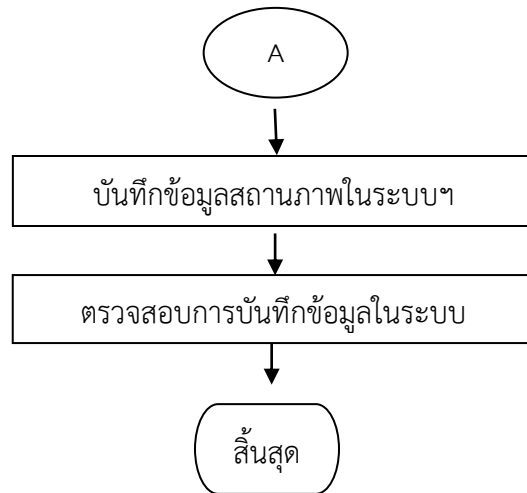 A
บันทึกข้อมูลสถานภาพในระบบฯ
ตรวจสอบการบันทึกข้อมูลในระบบ
สิ้นสุด